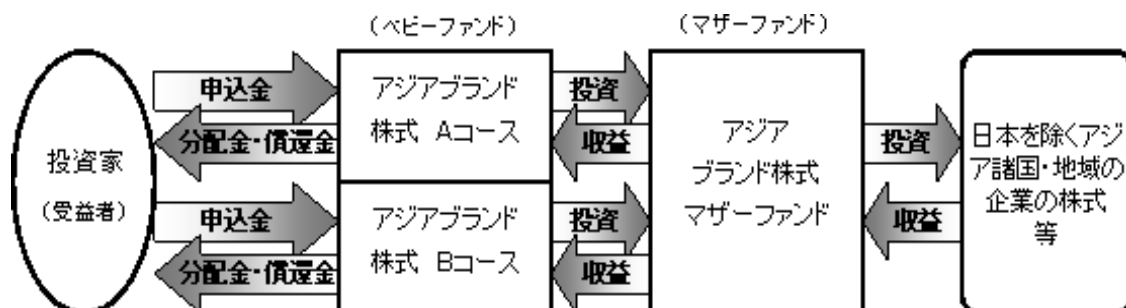 （ベビーファンド）
（マザーファンド）
投資家
（受益者）
申込金
分配金・償還金
申込金
分配金・償還金
アジアブランド
株式 Aコース
アジアブランド
株式 Bコース
投資
収益
投資
収益
アジア
ブランド株式
マザーファンド
投資
収益
日本を除くアジ
ア諸国・地域の
企業の株式
等